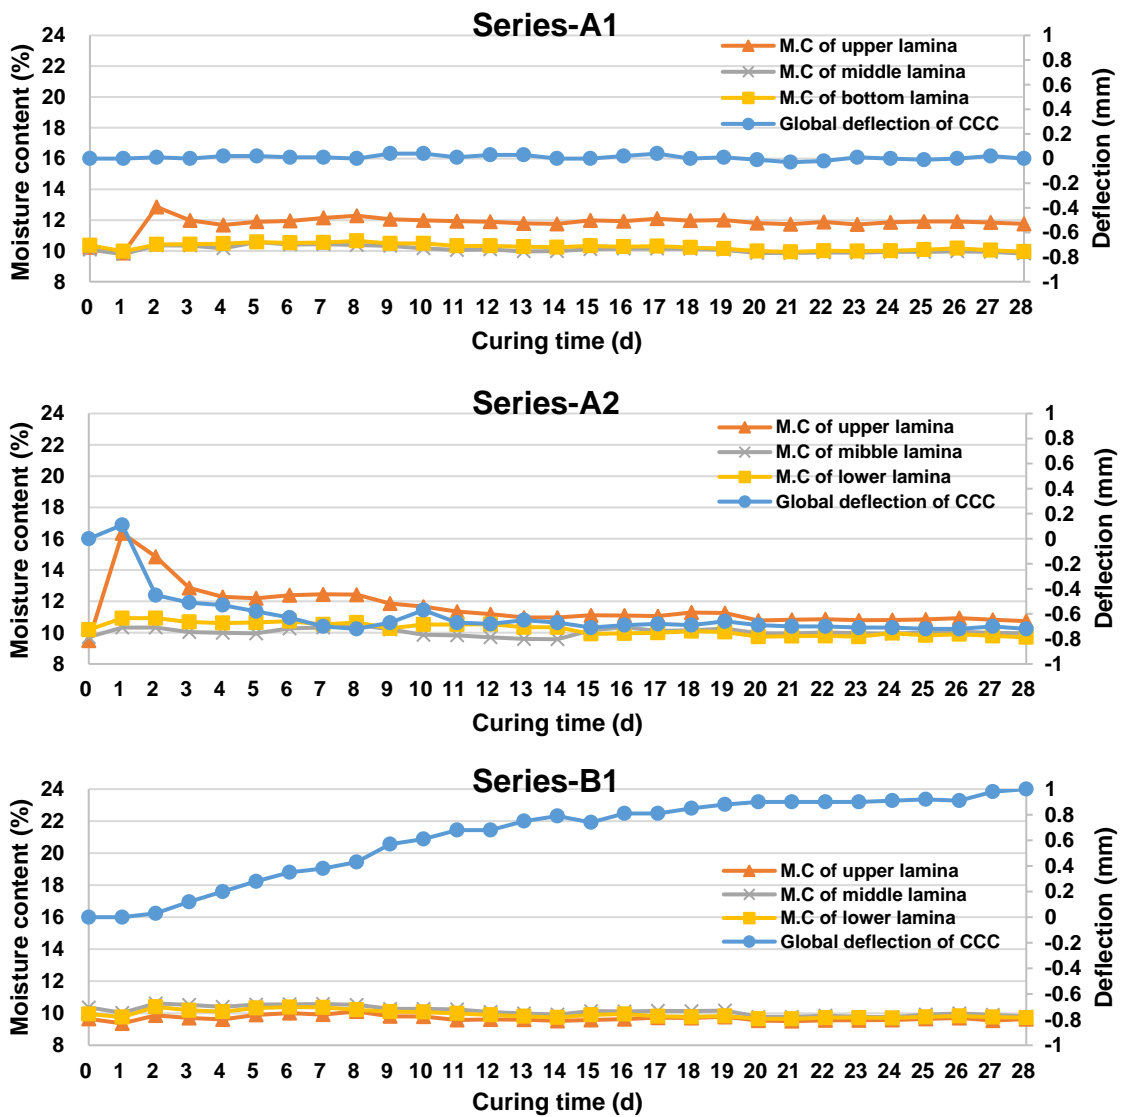 Series-A1
Moisture content (%)
24
22
20
18
16
14
12
10
8
M.C of upper lamina
M.C of middle lamina
M.C of bottom lamina
Global deflection of CCC
1
0.8
0.6
0.4
0.2
0
-0.2
-0.4
-0.6
-0.8
-1
Deflection (mm)
0 1 2 3 4 5 6 7 8 9 10 11 12 13 14 15 16 17 18 19 20 21 22 23 24 25 26 27 28
Curing time (d)
Series-A2
Moisture content (%)
24
22
20
18
16
14
12
10
8
M.C of upper lamina
M.C of mibble lamina
M.C of lower lamina
Global deflection of CCC
1
0.8
0.6
0.4
0.2
0
-0.2
-0.4
-0.6
-0.8
-1
Deflection (mm)
0 1 2 3 4 5 6 7 8 9 10 11 12 13 14 15 16 17 18 19 20 21 22 23 24 25 26 27 28
Curing time (d)
Series-B1
Moisture content (%)
24
22
20
18
16
14
12
10
8
M.C of upper lamina
M.C of middle lamina
M.C of lower lamina
Global deflection of CCC
1
0.8
0.6
0.4
0.2
0
-0.2
-0.4
-0.6
-0.8
-1
Deflection (mm)
0 1 2 3 4 5 6 7 8 9 10 11 12 13 14 15 16 17 18 19 20 21 22 23 24 25 26 27 28
Curing time (d)